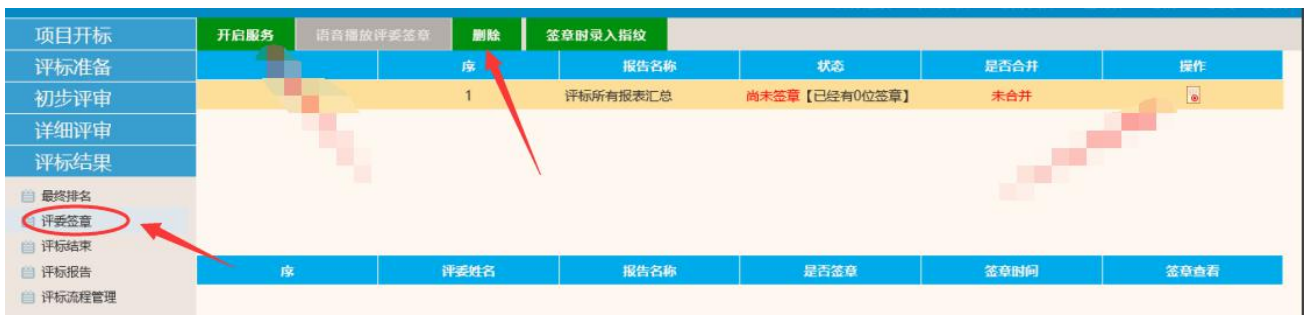 项目开标
评标准备
初步评审
详细评审
评标结果
最终排名
评委签章
评标结束
评标报告
评标流程管理
开启服务 语音播放评委签章 删除 签章时录入指纹
序 报告名称 状态 是否合并 操作
1 评标所有报表汇总 尚未签章【已经有0位签章】 未合并
序 评委姓名 报告名称 是否签章 签章时间 签章查看